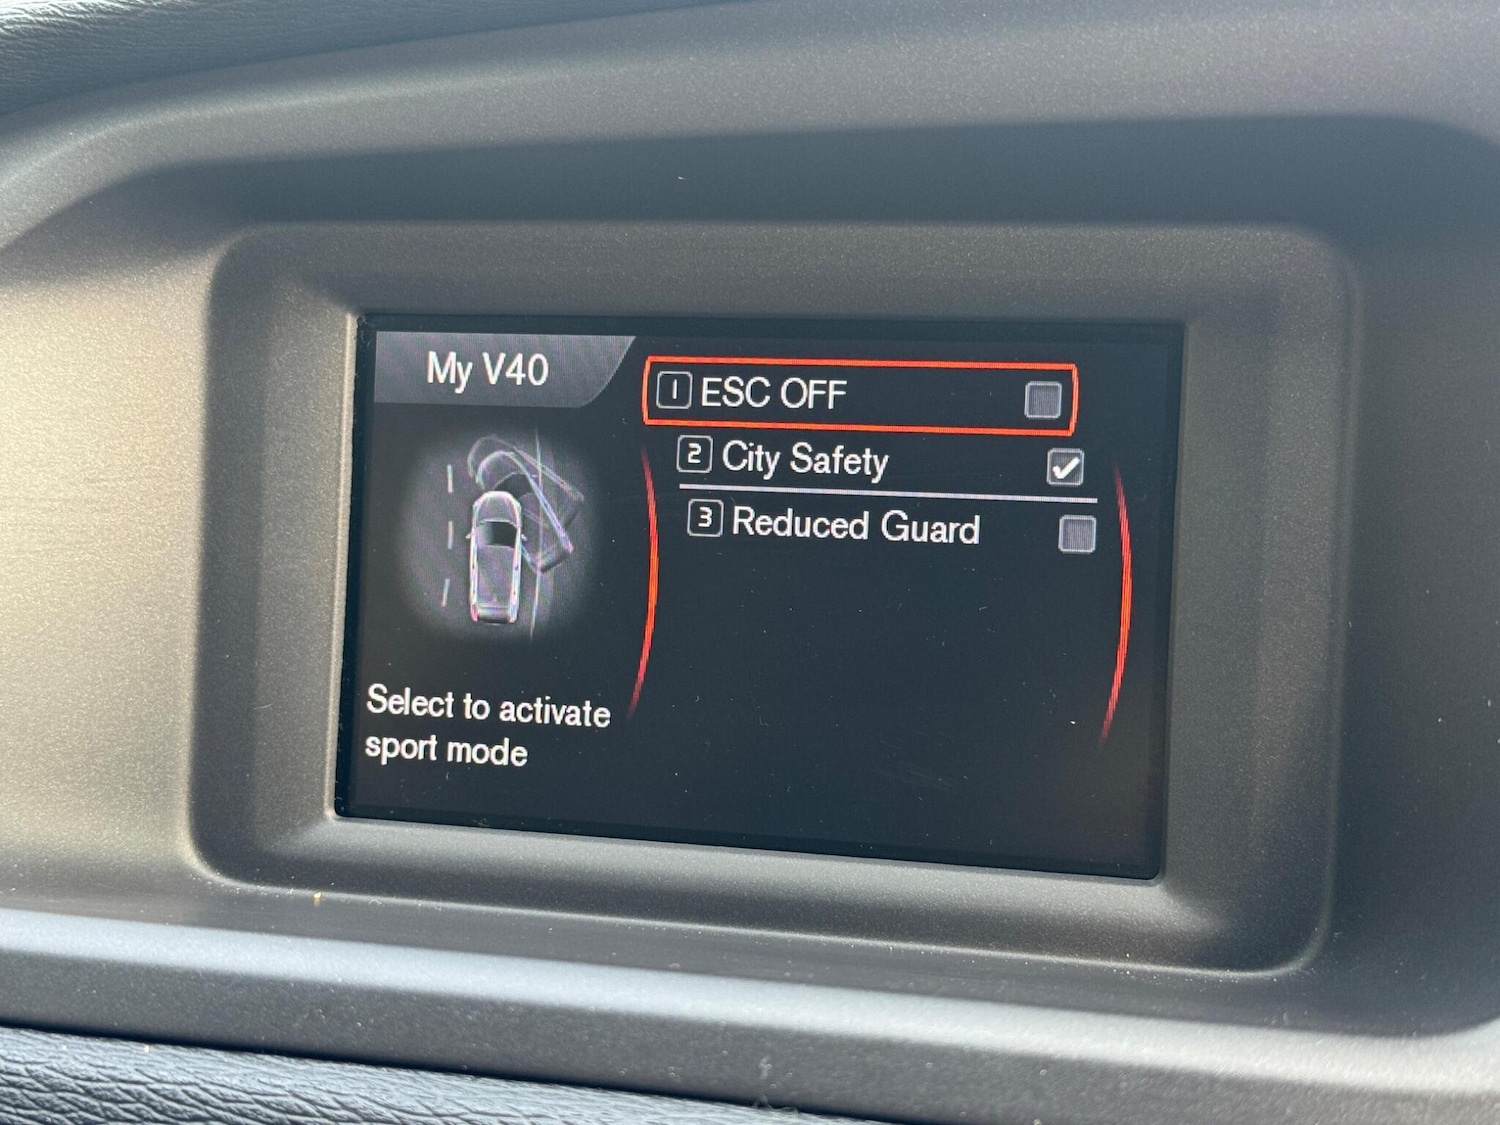 My V40
1 ESC OFF
2 City Safety
3 Reduced Guard
Select to activate
sport mode